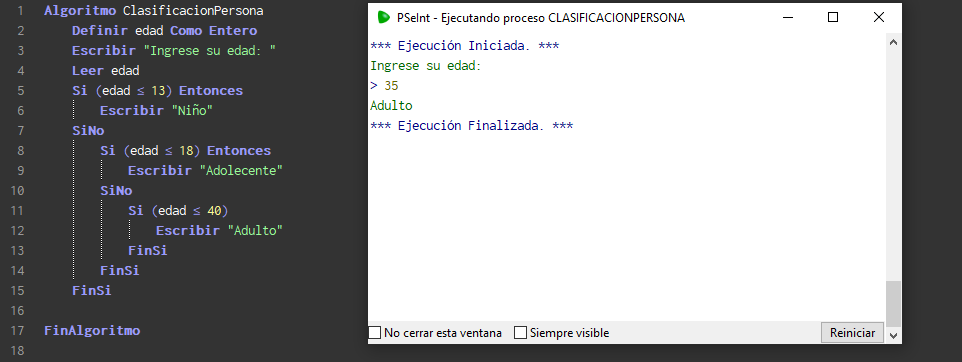 1 Algoritmo ClasificacionPersona
2 Definir edad Como Entero
3 Escribir "Ingrese su edad: "
4 Leer edad
5 Si (edad ≤ 13) Entonces
6 Escribir "Niño"
7 SiNo
8 Si (edad ≤ 18) Entonces
9 Escribir "Adolecente"
10 SiNo
11 Si (edad ≤ 40)
12 Escribir "Adulto"
13 FinSi
14 FinSi
15 FinSi
16
17 FinAlgoritmo
18
PSeInt - Ejecutando proceso CLASIFICACIONPERSONA
*** Ejecución Iniciada. ***
Ingrese su edad:
> 35
Adulto
*** Ejecución Finalizada. ***
No cerrar esta ventana Siempre visible Reiniciar